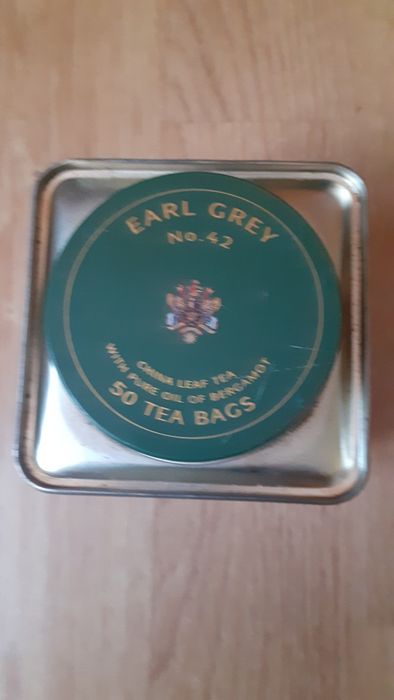 EARL GREY
No.42
CHINA LEAF TEA
WITH PURE OIL OF BERGAMOT
50 TEA BAGS